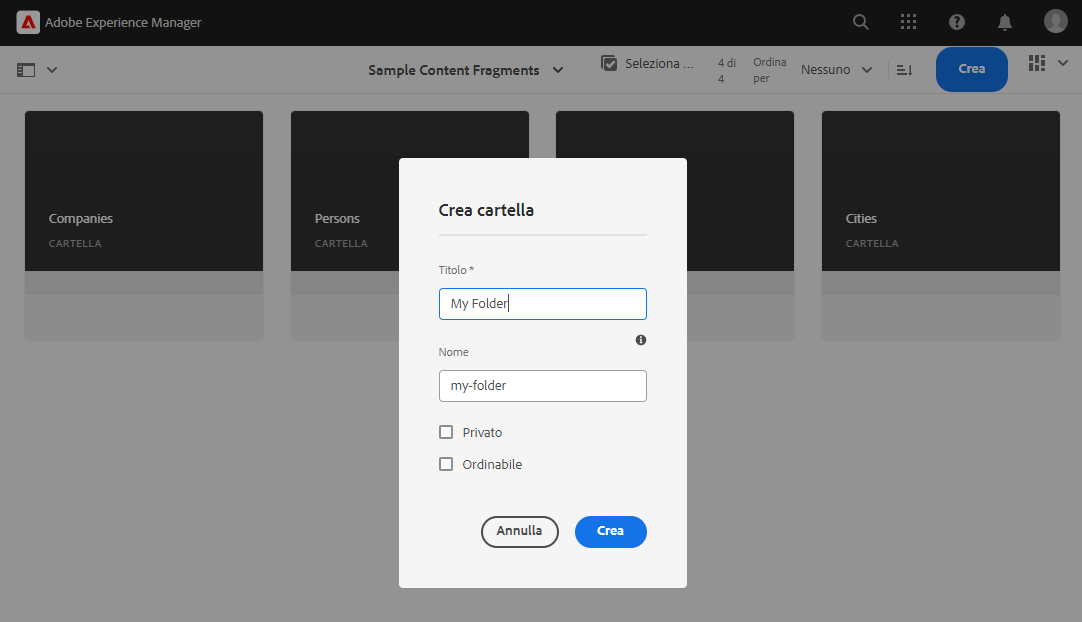 Adobe Experience Manager
Sample Content Fragments
Seleziona ...
4 di
4
Ordina
per
Nessuno
Crea
Companies
CARTELLA
Persons
CARTELLA
Cities
CARTELLA
Crea cartella
Titolo *
My Folder
Nome
my-folder
Privato
Ordinabile
Annulla
Crea